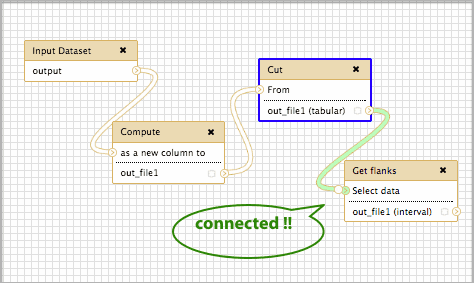 Input Dataset
output
Compute
as a new column to
out_file1
Cut
From
out_file1 (tabular)
Get flanks
Select data
out_file1 (interval)
connected !!